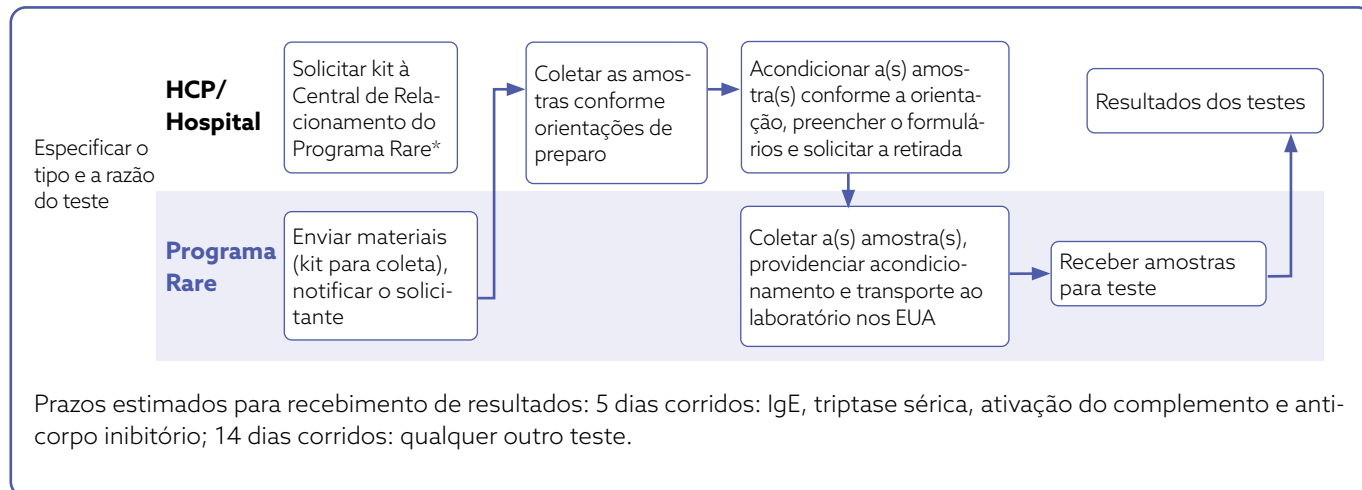 Especificar o
tipo e a razão
do teste
HCP/
Hospital
Solicitar kit à
Central de Rela-
cionamento do
Programa Rare*
Coletar as amos-
tras conforme
orientações de
preparo
Acondicionar a(s) amos-
tra(s) conforme a orienta-
ção, preencher o formulá-
rios e solicitar a retirada
Resultados dos testes
Programa
Rare
Enviar materiais
(kit para coleta),
notificar o solici-
tante
Coletar a(s) amostra(s),
providenciar acondicio-
namento e transporte ao
laboratório nos EUA
Receber amostras
para teste
Prazos estimados para recebimento de resultados: 5 dias corridos: IgE, triptase sérica, ativação do complemento e anti-
corpo inibitório; 14 dias corridos: qualquer outro teste.